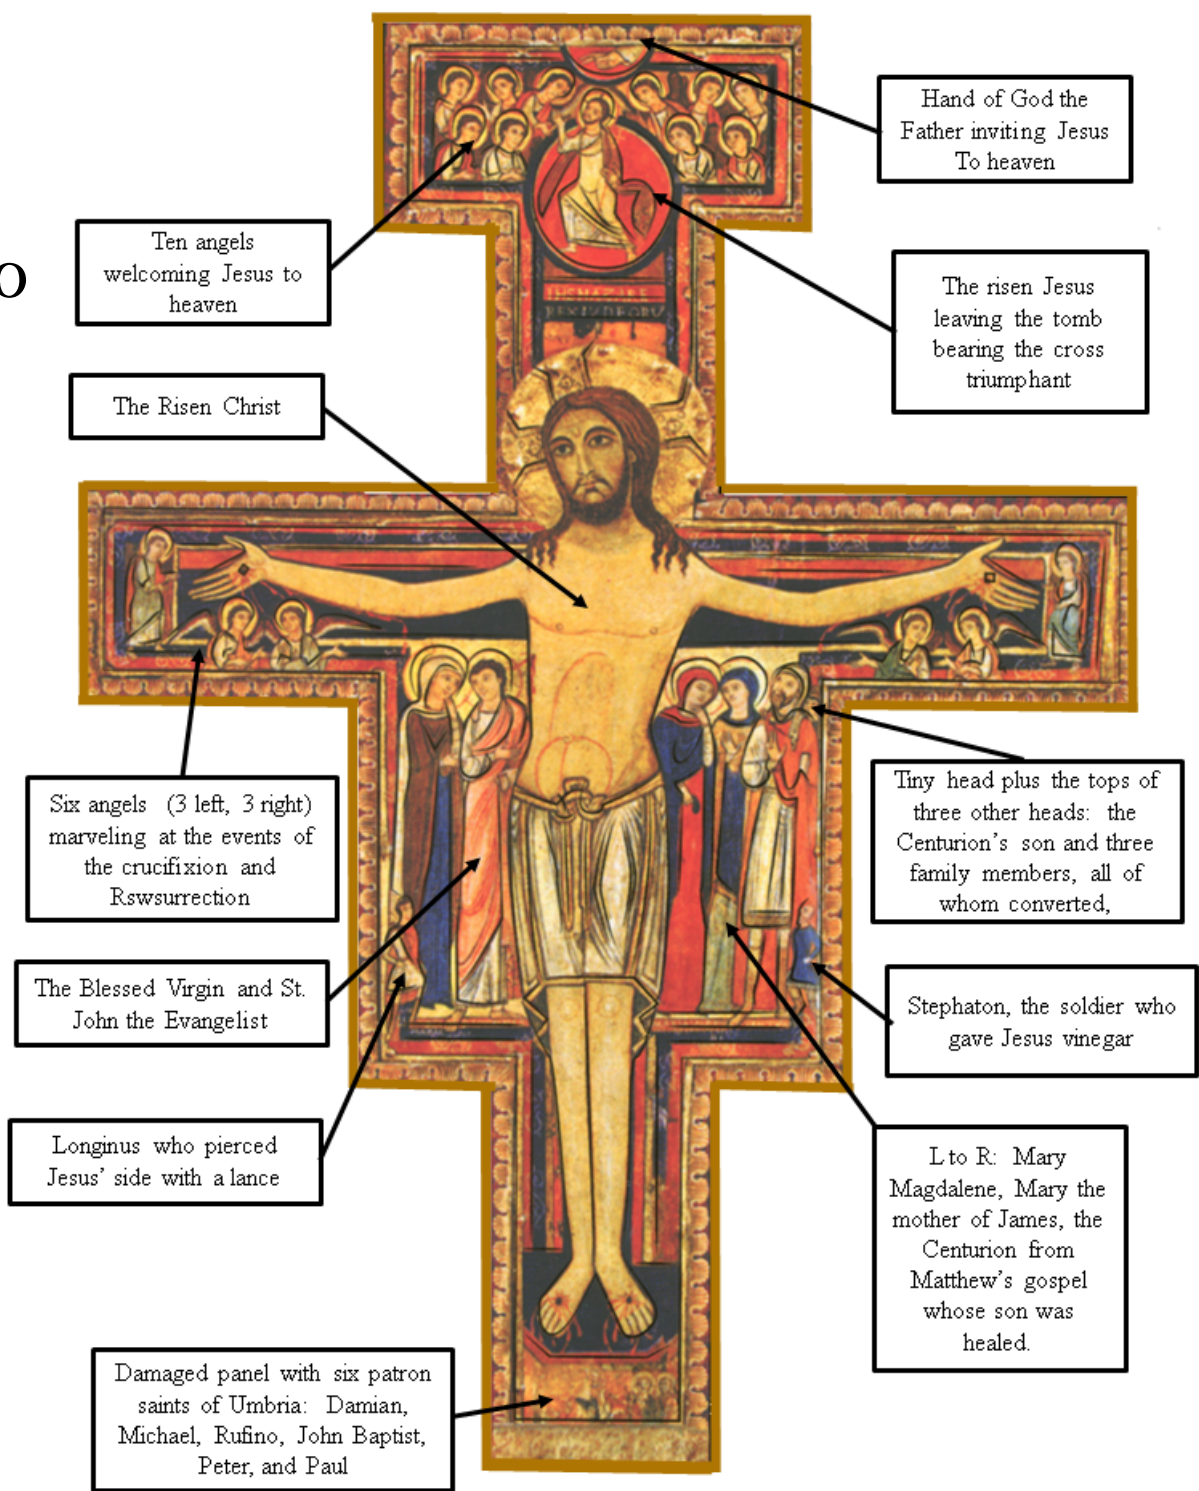 Hand of God the
Father inviting Jesus
To heaven
Ten angels
welcoming Jesus to
heaven
o
The risen Jesus
leaving the tomb
bearing the cross
triumphant
The Risen Christ
Six angels (3 left, 3 right)
marveling at the events of
the crucifixion and
Rswsurrection
Tiny head plus the tops of
three other heads: the
Centurion's son and three
family members, all of
whom converted,
The Blessed Virgin and St.
John the Evangelist
Stephaton, the soldier who
gave Jesus vinegar
Longinus who pierced
Jesus' side with a lance
L to R: Mary
Magdalene, Mary the
mother of James, the
Centurion from
Matthew's gospel
whose son was
healed.
Damaged panel with six patron
saints of Umbria: Damian,
Michael, Rufino, John Baptist,
Peter, and Paul